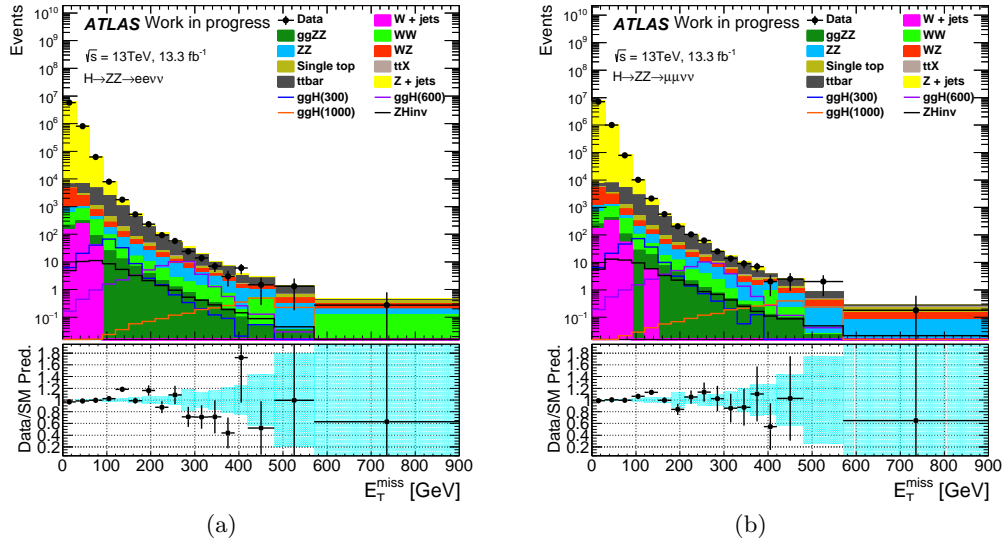 Events
ATLAS Work in progress
√s = 13TeV, 13.3 fb⁻¹
H→ZZ→eeνν
Data
ggZZ
ZZ
Single top
ttbar
ggH(300)
ggH(1000)
W + jets
WW
WZ
ttX
Z + jets
ggH(600)
ZHinv
10¹⁰
10⁹
10⁸
10⁷
10⁶
10⁵
10⁴
10³
10²
10
1
10⁻¹
Data/SM Pred.
1.8
1.6
1.4
1.2
1
0.8
0.6
0.4
0.2
0 100 200 300 400 500 600 700 800 900
E_T^miss [GeV]
(a)
Events
ATLAS Work in progress
√s = 13TeV, 13.3 fb⁻¹
H→ZZ→μμνν
Data
ggZZ
ZZ
Single top
ttbar
ggH(300)
ggH(1000)
W + jets
WW
WZ
ttX
Z + jets
ggH(600)
ZHinv
10¹⁰
10⁹
10⁸
10⁷
10⁶
10⁵
10⁴
10³
10²
10
1
10⁻¹
Data/SM Pred.
1.8
1.6
1.4
1.2
1
0.8
0.6
0.4
0.2
0 100 200 300 400 500 600 700 800 900
E_T^miss [GeV]
(b)